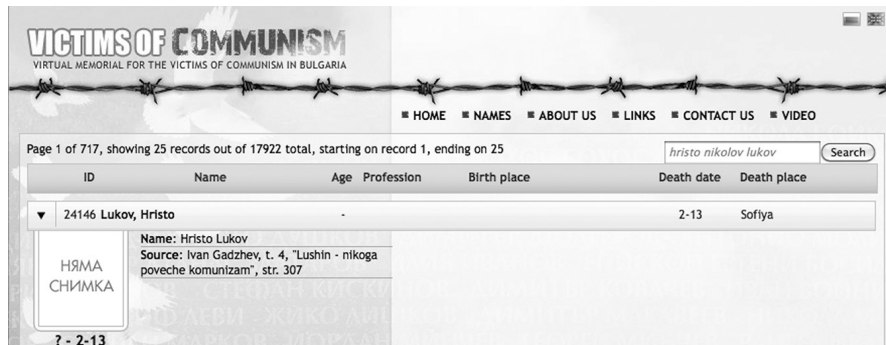 VICTIMS OF COMMUNISM
VIRTUAL MEMORIAL FOR THE VICTIMS OF COMMUNISM IN BULGARIA
HOME NAMES ABOUT US LINKS CONTACT US VIDEO
Page 1 of 717, showing 25 records out of 17922 total, starting on record 1, ending on 25
hristo nikolov lukov Search
ID Name Age Profession Birth place Death date Death place
24146 Lukov, Hristo - 2-13 Sofiya
Name: Hristo Lukov
Source: Ivan Gadzhev, t. 4, "Lushin - nikoga
poveche komunizam", str. 307
НЯМА
СНИМКА
? - 2-13